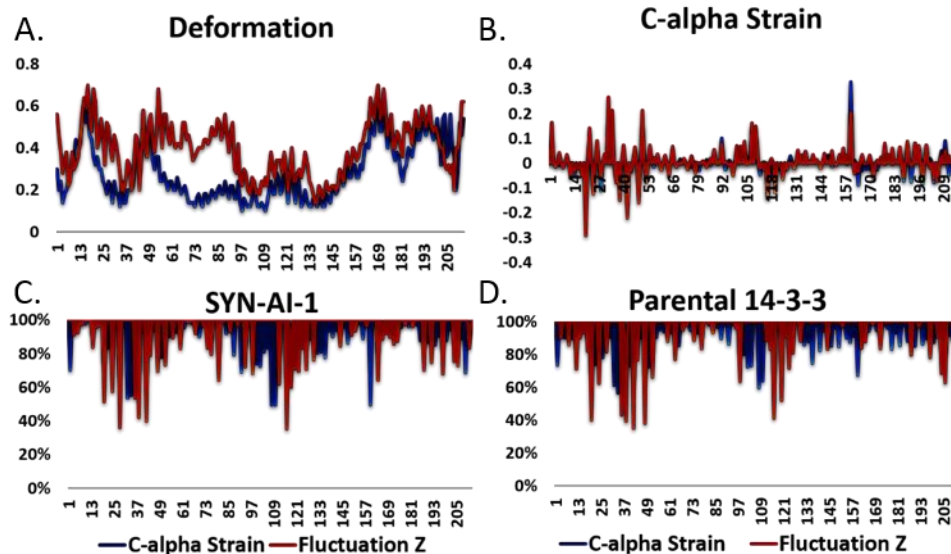 A.
Deformation
0.8
0.6
0.4
0.2
0
1 13 25 37 49 61 73 85 97 109 121 133 145 157 169 181 193 205
B.
C-alpha Strain
0.4
0.3
0.2
0.1
0
-0.1
-0.2
-0.3
-0.4
1 14 27 40 53 66 79 92 105 118 131 144 157 170 183 196 209
C.
SYN-AI-1
100%
80%
60%
40%
20%
0%
1 13 25 37 49 61 73 85 97 109 121 133 145 157 169 181 193 205
D.
Parental 14-3-3
100%
80%
60%
40%
20%
0%
1 13 25 37 49 61 73 85 97 109 121 133 145 157 169 181 193 205
C-alpha Strain Fluctuation Z
C-alpha Strain Fluctuation Z